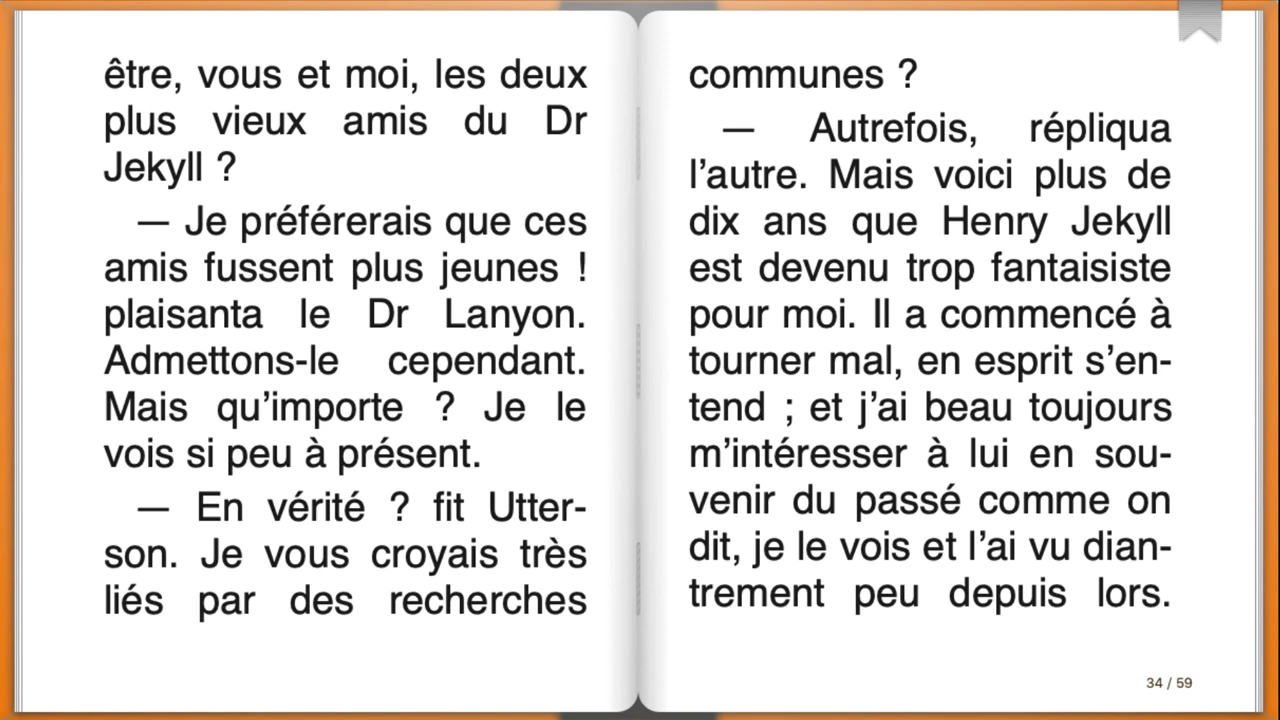 être, vous et moi, les deux
plus vieux amis du Dr
Jekyll ?
— Je préférerais que ces
amis fussent plus jeunes !
plaisanta le Dr Lanyon.
Admettons-le cependant.
Mais qu’importe ? Je le
vois si peu à présent.
— En vérité ? fit Utter-
son. Je vous croyais très
liés par des recherches
communes ?
— Autrefois, répliqua
l’autre. Mais voici plus de
dix ans que Henry Jekyll
est devenu trop fantaisiste
pour moi. Il a commencé à
tourner mal, en esprit s’en-
tend ; et j’ai beau toujours
m’intéresser à lui en sou-
venir du passé comme on
dit, je le vois et l’ai vu dian-
trement peu depuis lors.
34 / 59